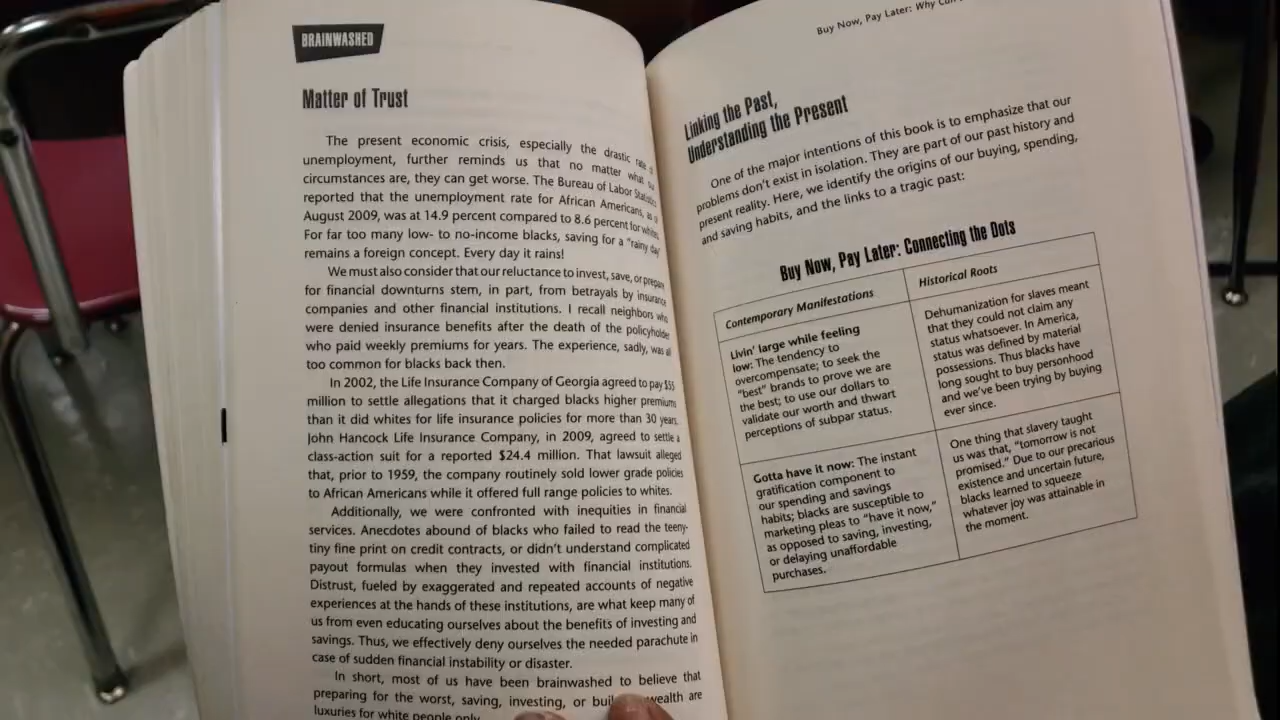 BRAINWASHED
Matter of Trust
The present economic crisis, especially the drastic rate
unemployment, further reminds us that no matter what
circumstances are, they can get worse. The Bureau of Labor Statistics
reported that the unemployment rate for African Americans, as
August 2009, was at 14.9 percent compared to 8.6 percent for whites.
For far too many low- to no-income blacks, saving for a "rainy day"
remains a foreign concept. Every day it rains!
We must also consider that our reluctance to invest, save, or prepare
for financial downturns stem, in part, from betrayals by insurance
companies and other financial institutions. I recall neighbors who
were denied insurance benefits after the death of the policyholder
who paid weekly premiums for years. The experience, sadly, was all
too common for blacks back then.
In 2002, the Life Insurance Company of Georgia agreed to pay $55
million to settle allegations that it charged blacks higher premiums
than it did whites for life insurance policies for more than 30 years.
John Hancock Life Insurance Company, in 2009, agreed to settle a
class-action suit for a reported $24.4 million. That lawsuit alleged
that, prior to 1959, the company routinely sold lower grade policies
to African Americans while it offered full range policies to whites.
Additionally, we were confronted with inequities in financial
services. Anecdotes abound of blacks who failed to read the teeny-
tiny fine print on credit contracts, or didn't understand complicated
payout formulas when they invested with financial institutions.
Distrust, fueled by exaggerated and repeated accounts of negative
experiences at the hands of these institutions, are what keep many of
us from even educating ourselves about the benefits of investing and
savings. Thus, we effectively deny ourselves the needed parachute in
case of sudden financial instability or disaster.
In short, most of us have been brainwashed to believe that
preparing for the worst, saving, investing, or wealth are
luxuries for white people only
Buy Now, Pay Later: Why
Linking the Past,
Understanding the Present
One of the major intentions of this book is to emphasize that our
problems don't exist in isolation. They are part of our past history and
present reality. Here, we identify the origins of our buying, spending,
and saving habits, and the links to a tragic past:
Buy Now, Pay Later: Connecting the Dots
Contemporary Manifestations
Historical Roots
Livin' large while feeling
low: The tendency to
overcompensate; to seek the
"best" brands to prove we are
the best; to use our dollars to
validate our worth and thwart
perceptions of subpar status.
Dehumanization for slaves meant
that they could not claim any
status whatsoever. In America,
status was defined by material
possessions. Thus blacks have
long sought to buy personhood
and we've been trying by buying
ever since.
Gotta have it now: The instant
gratification component to
our spending and savings
habits; blacks are susceptible to
marketing pleas to "have it now,"
as opposed to saving, investing,
or delaying unaffordable
purchases.
One thing that slavery taught
us was that, "tomorrow is not
promised." Due to our precarious
existence and uncertain future,
blacks learned to squeeze
whatever joy was attainable in
the moment.